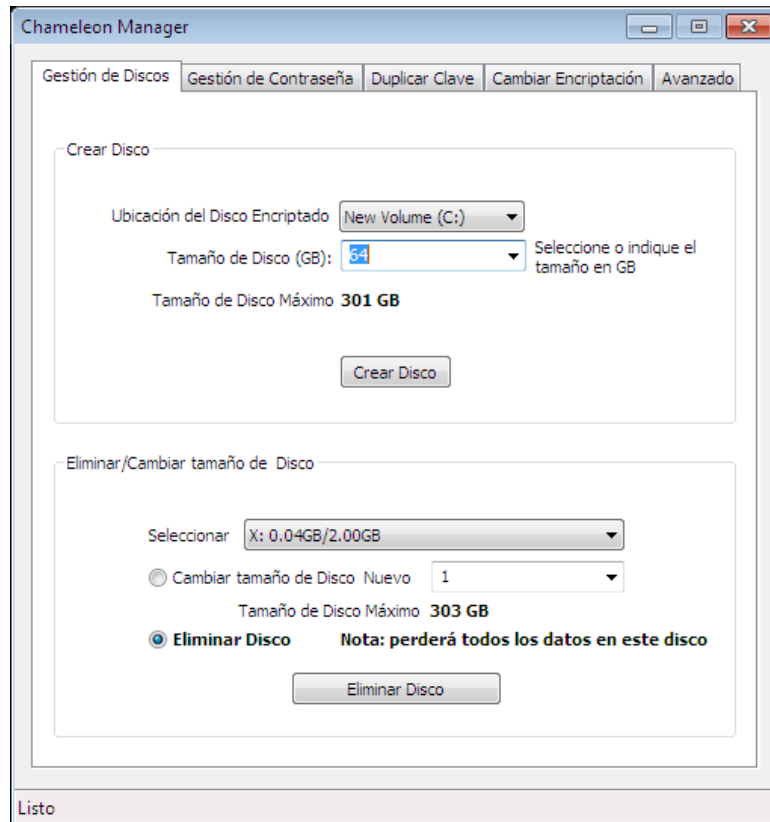 Chameleon Manager
Gestión de Discos Gestión de Contraseña Duplicar Clave Cambiar Encriptación Avanzado
Crear Disco
Ubicación del Disco Encriptado New Volume (C:)
Tamaño de Disco (GB): 64 Seleccione o indique el
tamaño en GB
Tamaño de Disco Máximo 301 GB
Crear Disco
Eliminar/Cambiar tamaño de Disco
Seleccionar X: 0.04GB/2.00GB
Cambiar tamaño de Disco Nuevo 1
Tamaño de Disco Máximo 303 GB
Eliminar Disco Nota: perderá todos los datos en este disco
Eliminar Disco
Listo